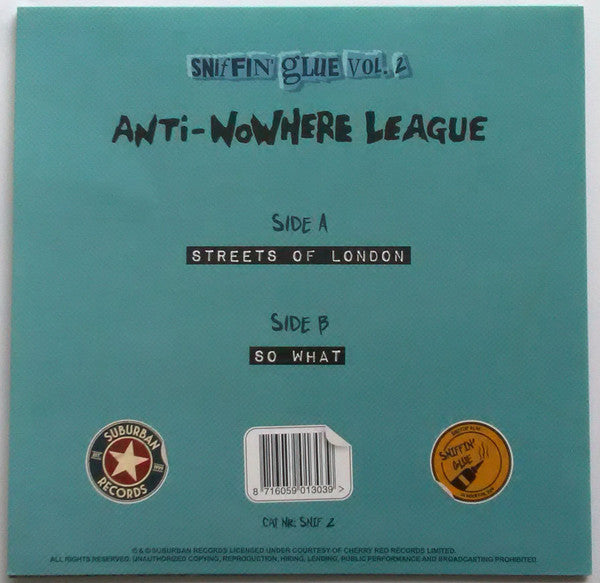 SNIFFIN' GLUE VOL. 2
ANTI-NOWHERE LEAGUE
SIDE A
STREETS OF LONDON
SIDE B
SO WHAT
SUBURBAN
RECORDS
8 716059 013039 >
SNIFFIN'
GLUE
CAT NR: SNIF 2
℗ & © SUBURBAN RECORDS LICENSED UNDER COURTESY OF CHERRY RED RECORDS LIMITED.
ALL RIGHTS RESERVED. UNAUTHORIZED COPYING, REPRODUCTION, HIRING, LENDING, PUBLIC PERFORMANCE AND BROADCASTING PROHIBITED